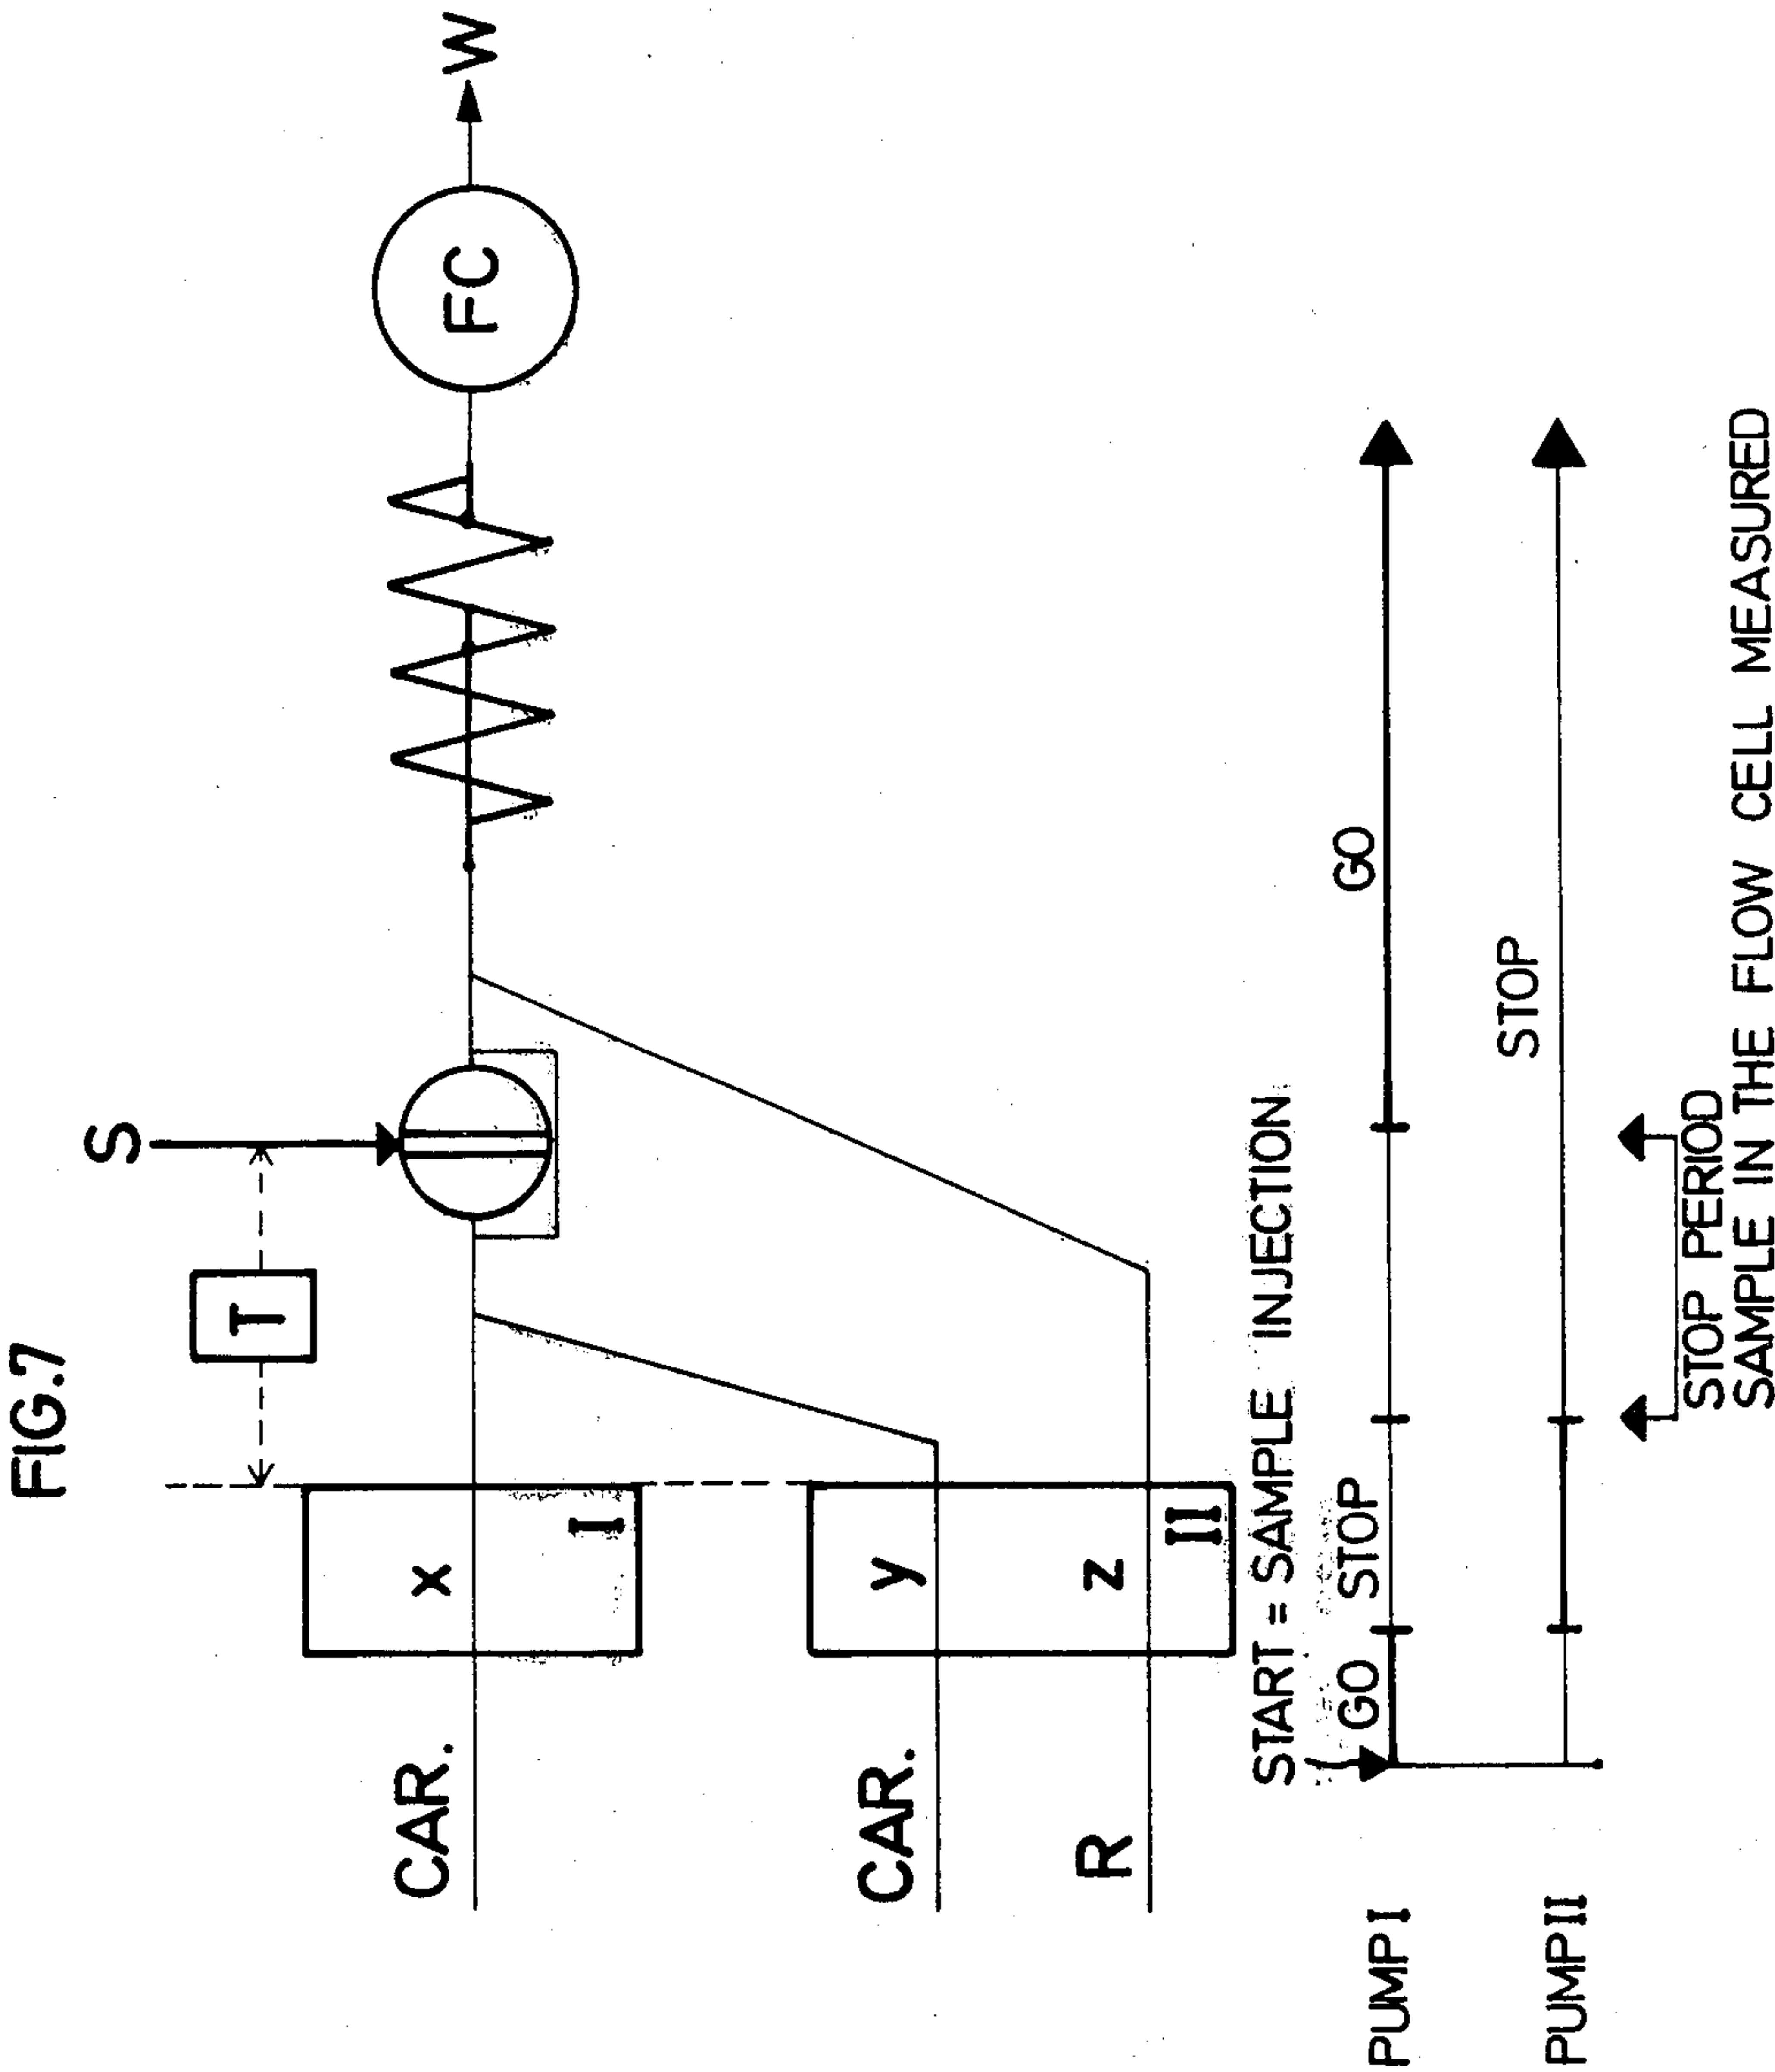 FIG.7
S
T
W
CAR.
x
I
FC
CAR.
y
R
z
II
START = SAMPLE INJECTION
GO
STOP
GO
PUMP I
STOP
PUMP II
STOP PERIOD
SAMPLE IN THE FLOW CELL MEASURED